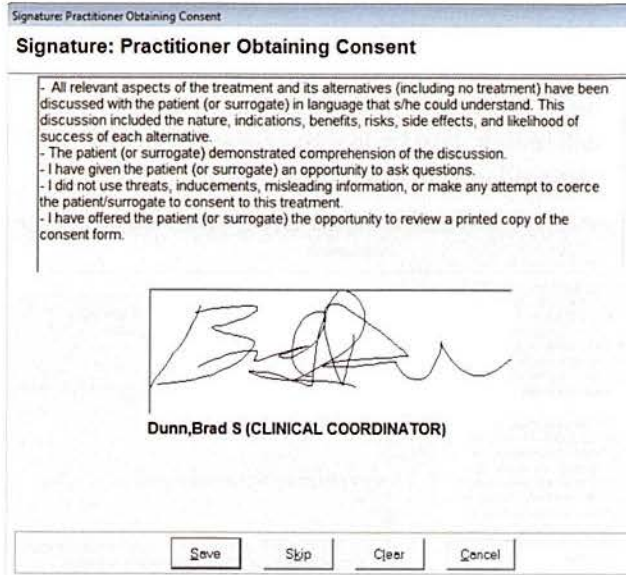 Signature: Practitioner Obtaining Consent
Signature: Practitioner Obtaining Consent
- All relevant aspects of the treatment and its alternatives (including no treatment) have been
discussed with the patient (or surrogate) in language that s/he could understand. This
discussion included the nature, indications, benefits, risks, side effects, and likelihood of
success of each alternative.
- The patient (or surrogate) demonstrated comprehension of the discussion.
- I have given the patient (or surrogate) an opportunity to ask questions.
- I did not use threats, inducements, misleading information, or make any attempt to coerce
the patient/surrogate to consent to this treatment.
- I have offered the patient (or surrogate) the opportunity to review a printed copy of the
consent form.
Dunn,Brad S (CLINICAL COORDINATOR)
Save Skip Clear Cancel